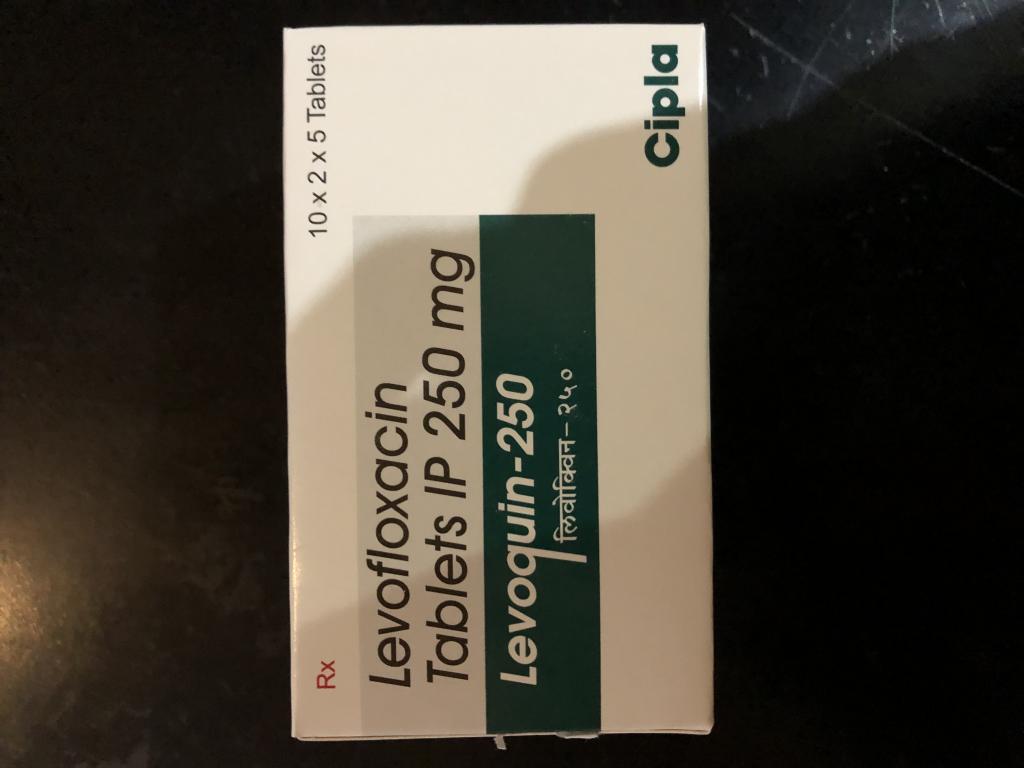 Rx
10 x 2 x 5 Tablets
Levofloxacin
Tablets IP 250 mg
Levoquin-250
लिवोक्विन-२५०
Cipla